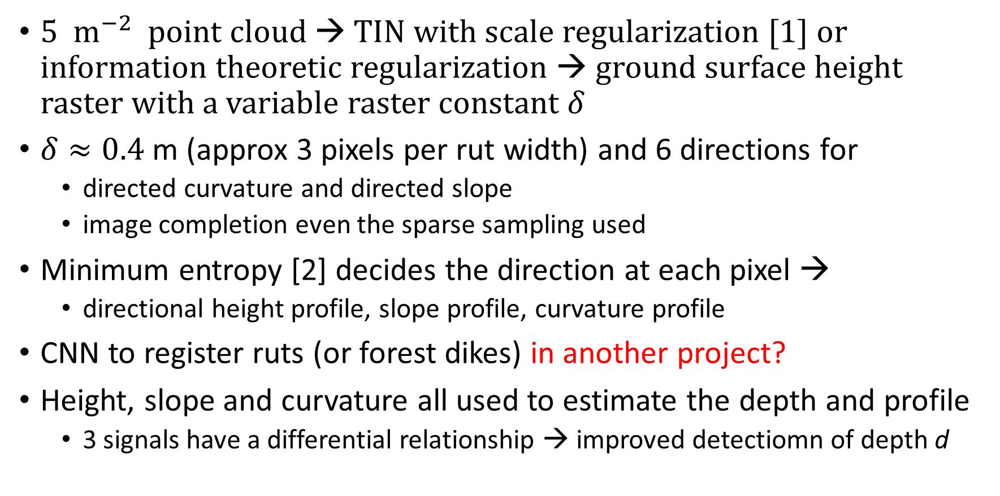 • 5 m⁻² point cloud → TIN with scale regularization [1] or
information theoretic regularization → ground surface height
raster with a variable raster constant δ
• δ ≈ 0.4 m (approx 3 pixels per rut width) and 6 directions for
• directed curvature and directed slope
• image completion even the sparse sampling used
• Minimum entropy [2] decides the direction at each pixel →
• directional height profile, slope profile, curvature profile
• CNN to register ruts (or forest dikes) in another project?
• Height, slope and curvature all used to estimate the depth and profile
• 3 signals have a differential relationship → improved detectiomn of depth d